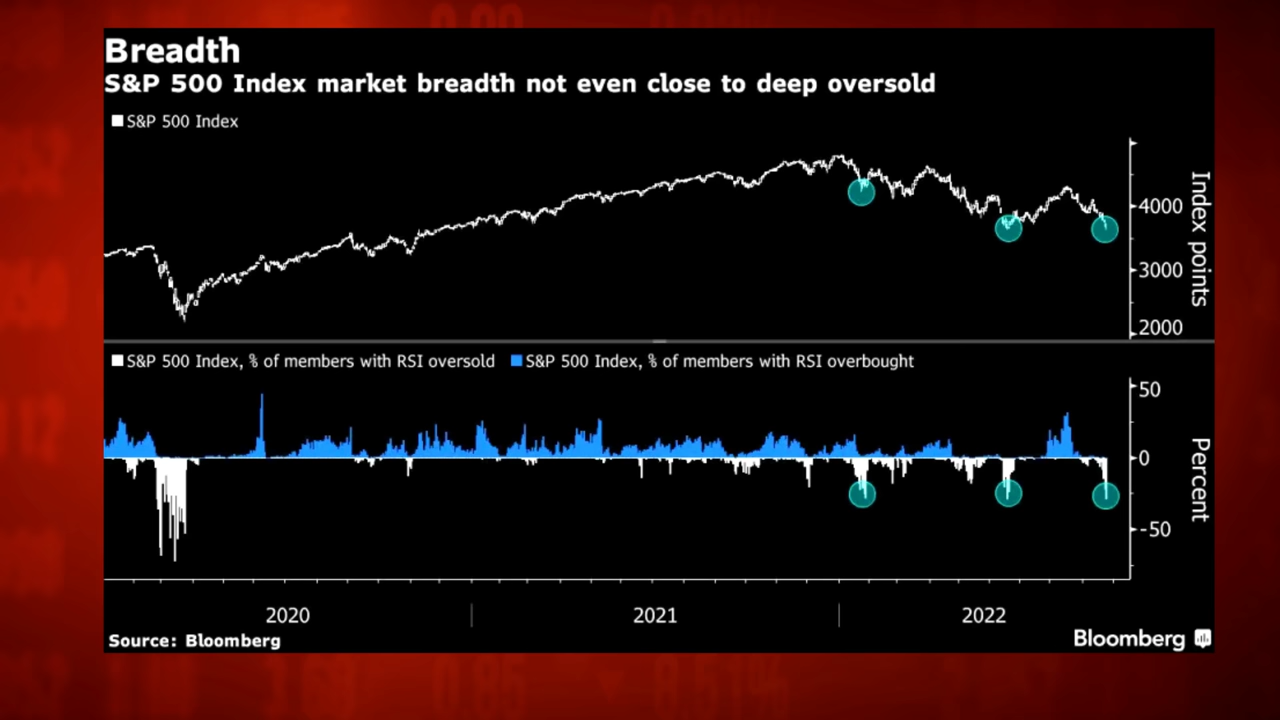 Breadth
S&P 500 Index market breadth not even close to deep oversold
S&P 500 Index
4000
3000
2000
Index points
S&P 500 Index, % of members with RSI oversold S&P 500 Index, % of members with RSI overbought
50
0
-50
Percent
2020 2021 2022
Source: Bloomberg
Bloomberg